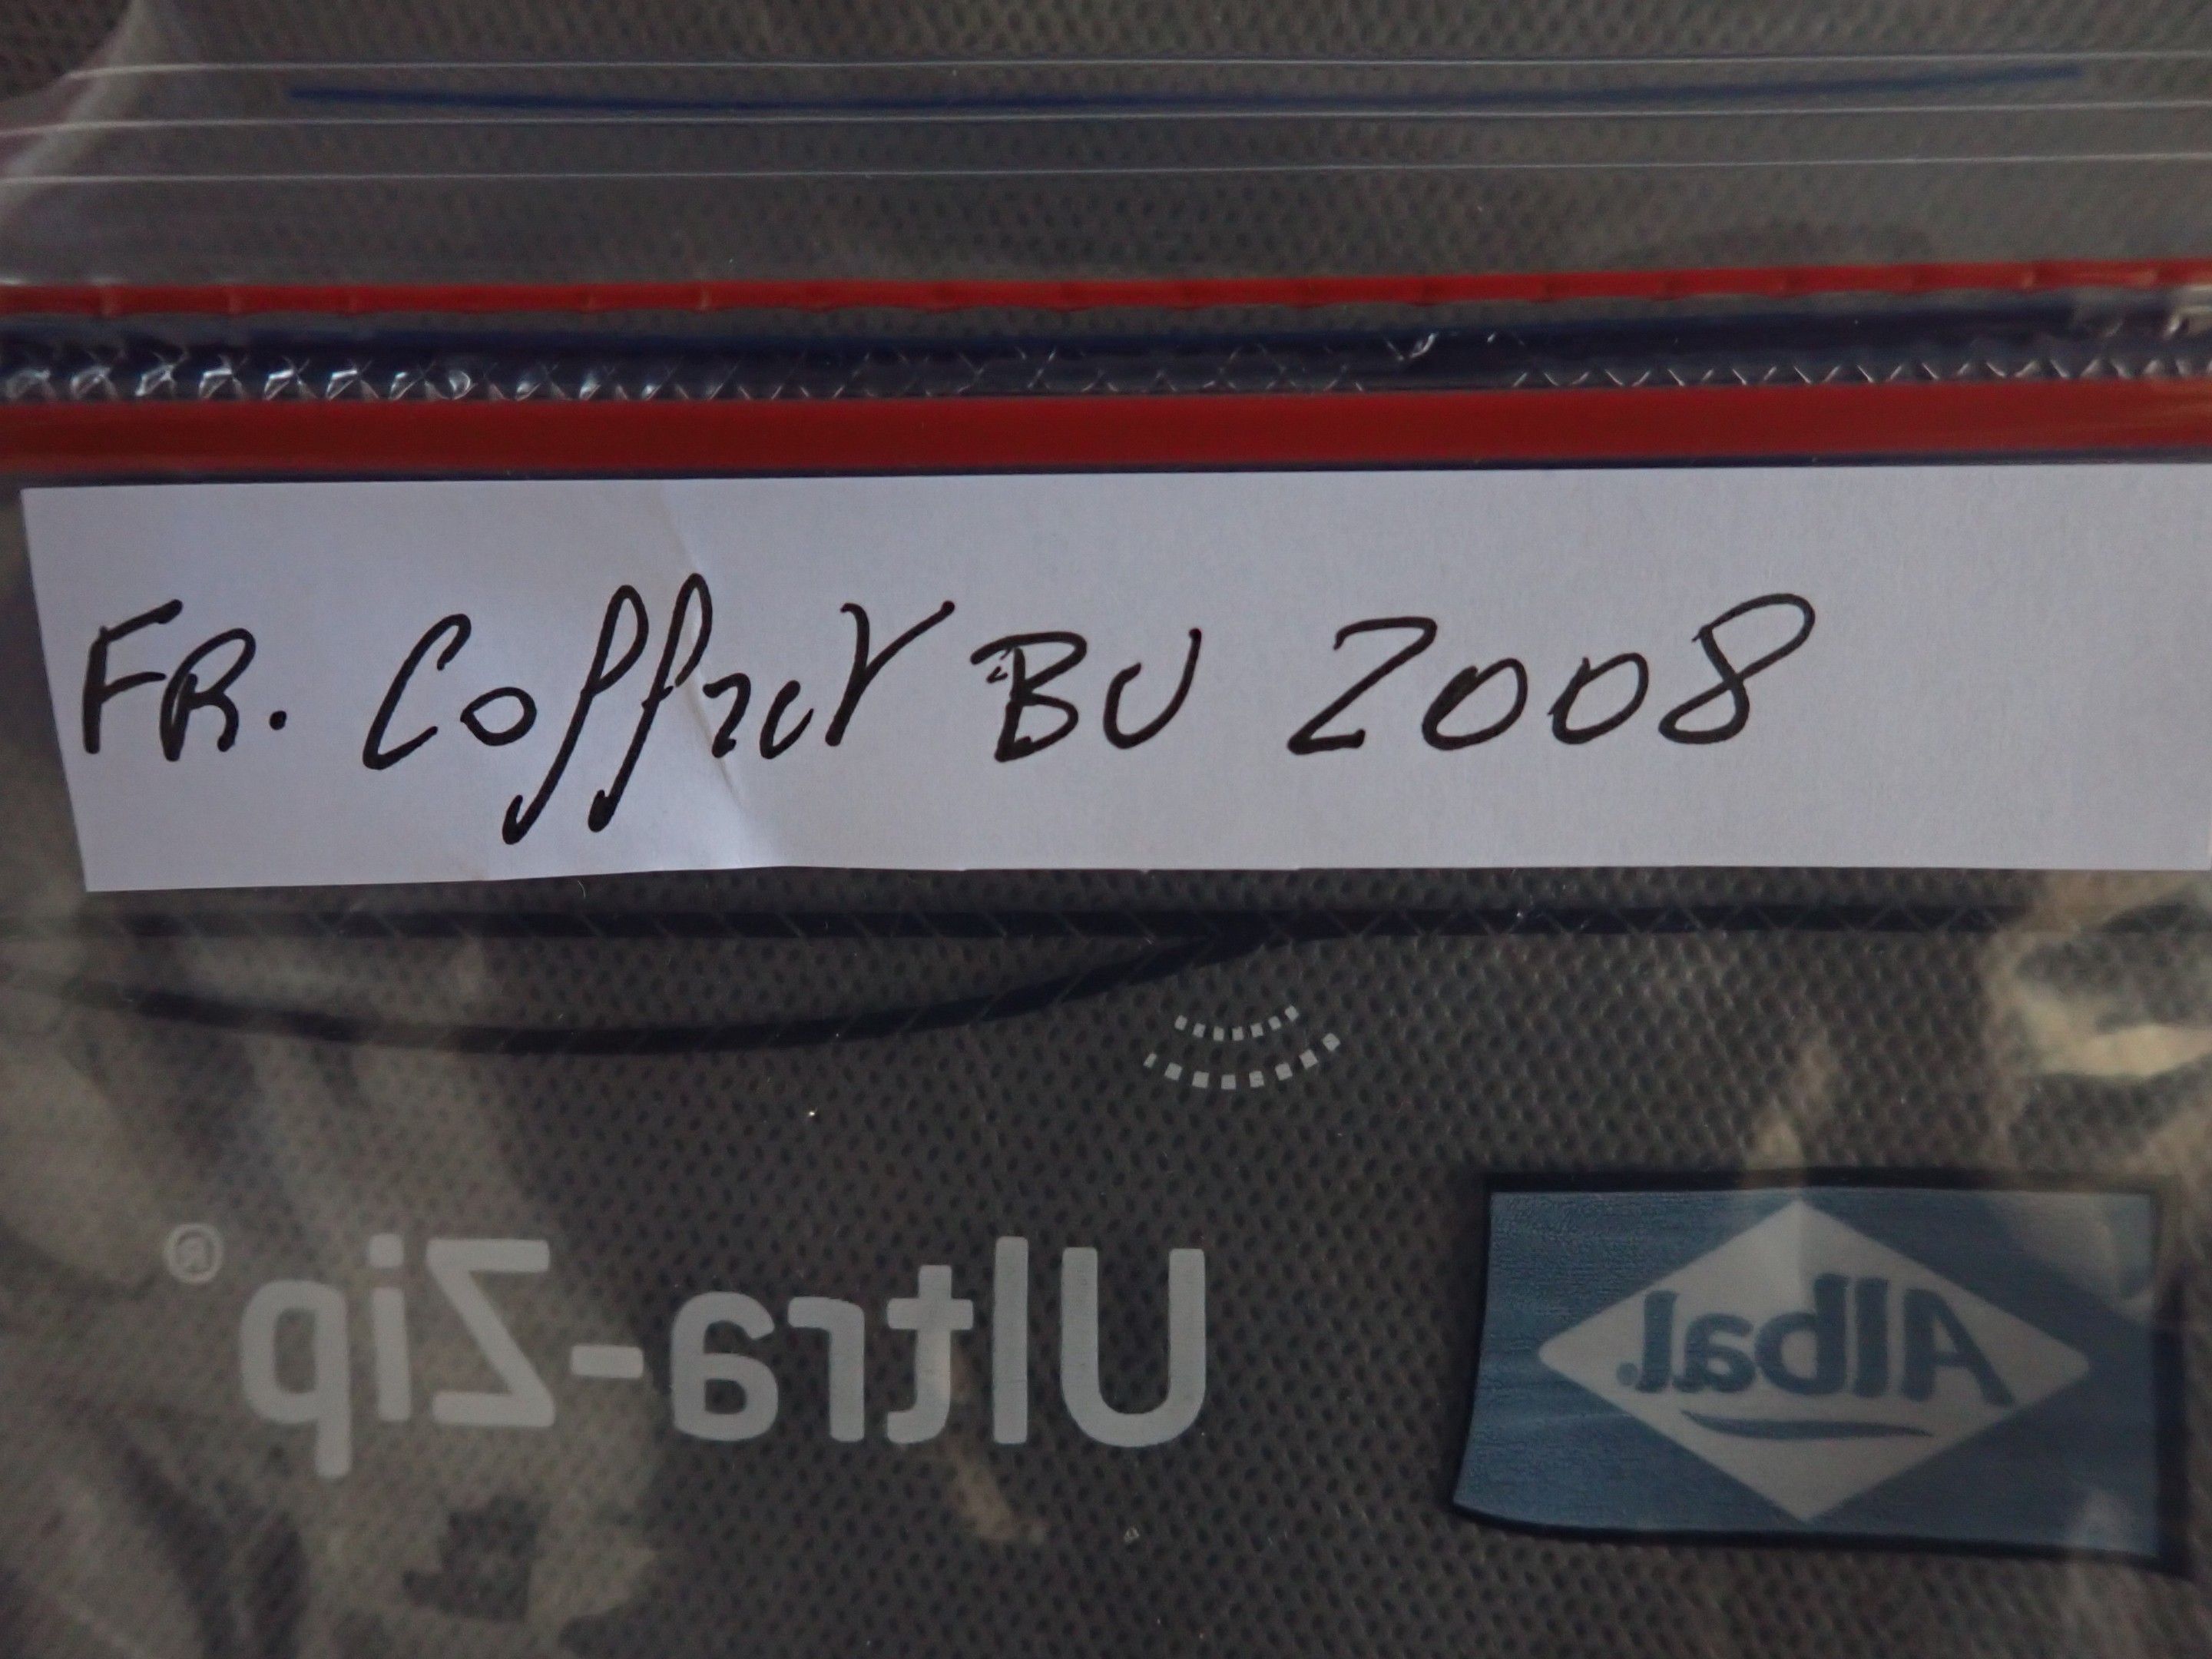 FR. Coffret BU 2008
Ultra-Zip®
Albal